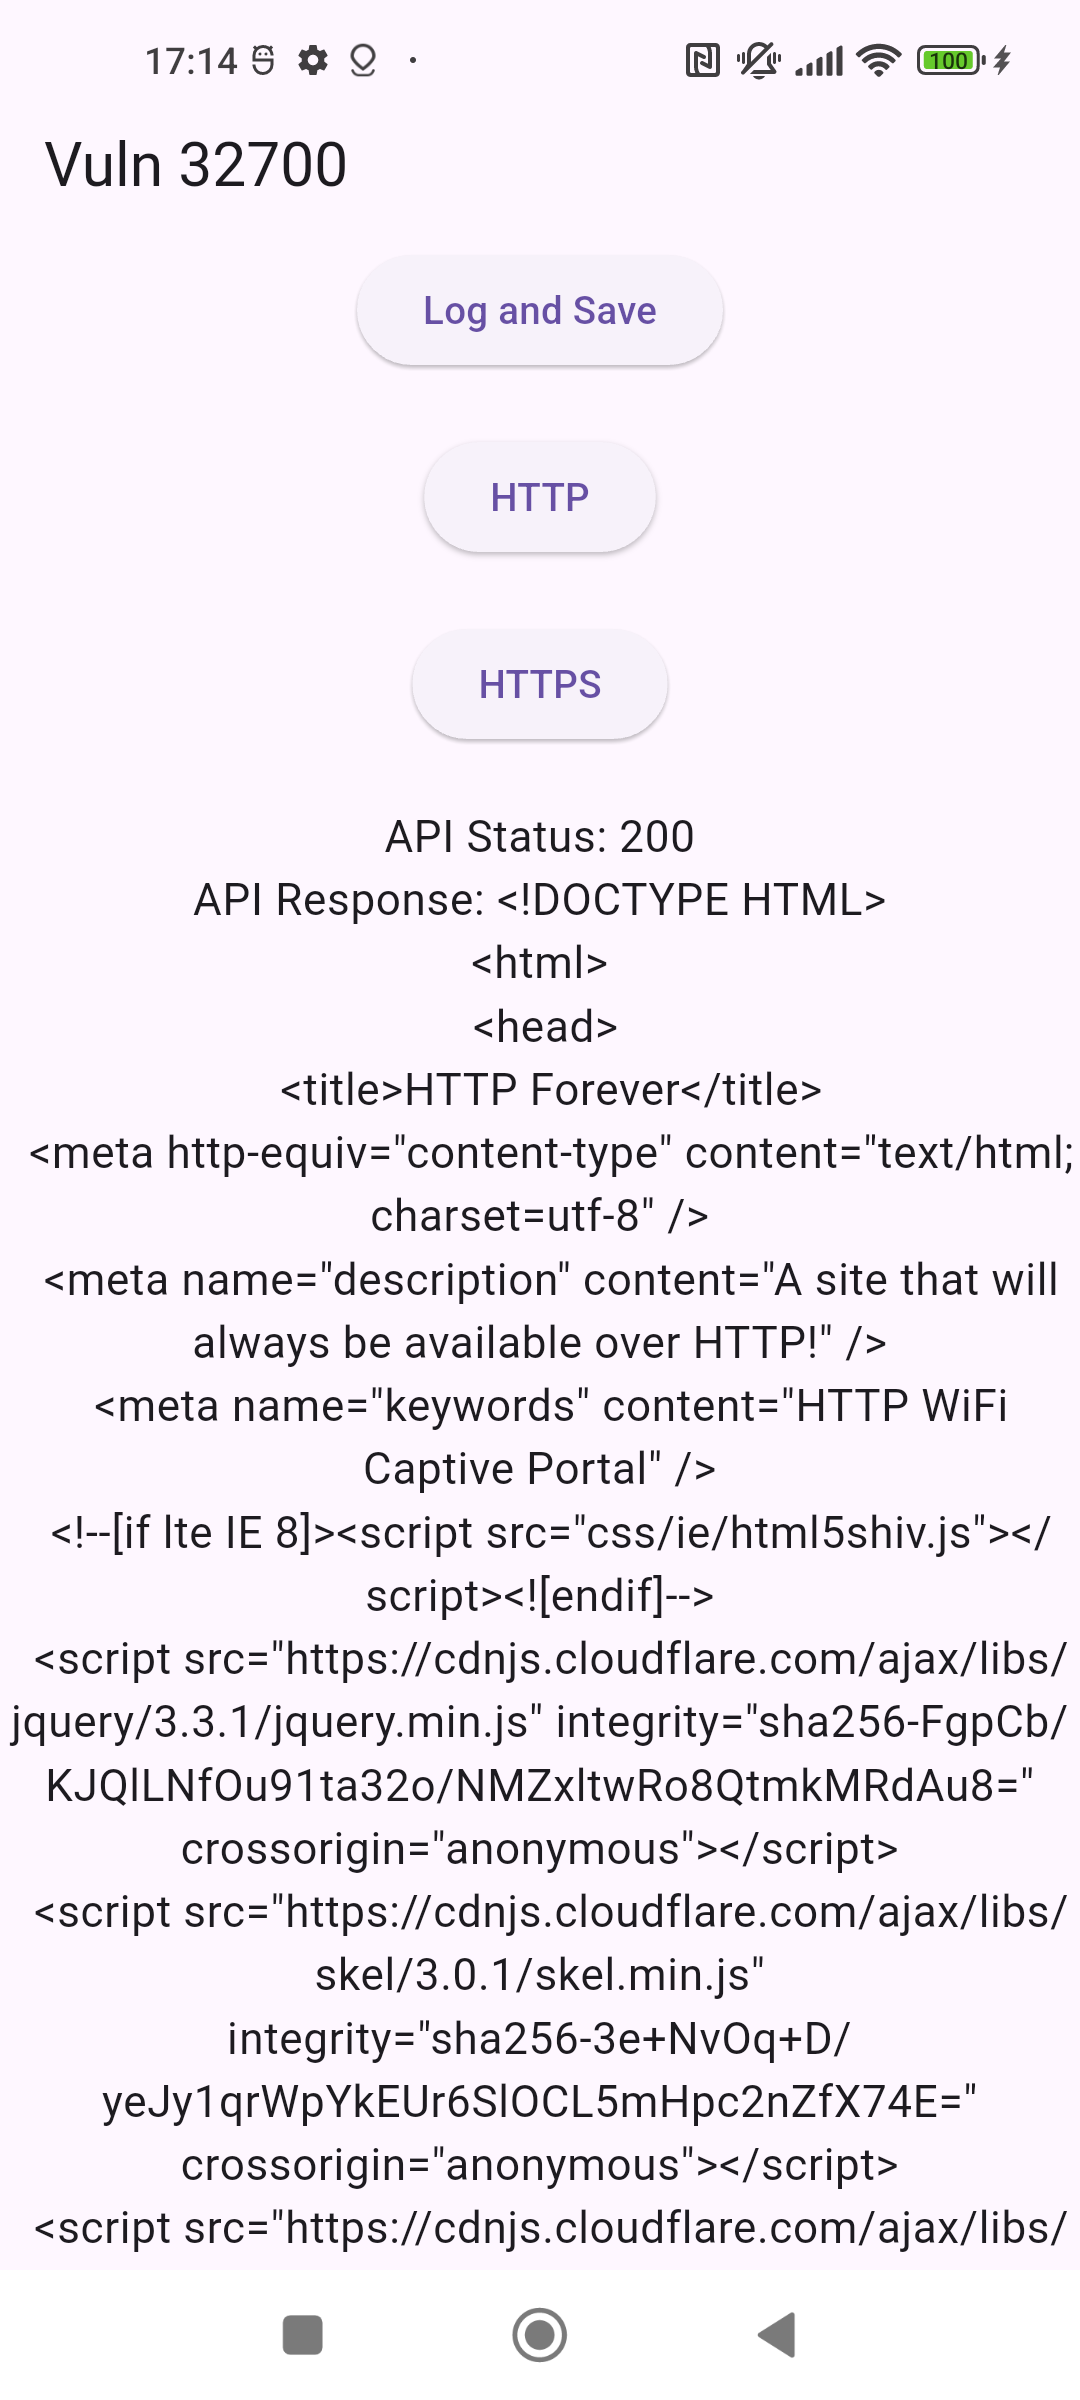 17:14
100
Vuln 32700
Log and Save
HTTP
HTTPS
API Status: 200
API Response: <!DOCTYPE HTML>
<html>
<head>
<title>HTTP Forever</title>
<meta http-equiv="content-type" content="text/html;
charset=utf-8" />
<meta name="description" content="A site that will
always be available over HTTP!" />
<meta name="keywords" content="HTTP WiFi
Captive Portal" />
<!--[if lte IE 8]><script src="css/ie/html5shiv.js"></
script><![endif]-->
<script src="https://cdnjs.cloudflare.com/ajax/libs/
jquery/3.3.1/jquery.min.js" integrity="sha256-FgpCb/
KJQlLNfOu91ta32o/NMZxltwRo8QtmkMRdAu8="
crossorigin="anonymous"></script>
<script src="https://cdnjs.cloudflare.com/ajax/libs/
skel/3.0.1/skel.min.js"
integrity="sha256-3e+NvOq+D/
yeJy1qrWpYkEUr6SlOCL5mHpc2nZfX74E="
crossorigin="anonymous"></script>
<script src="https://cdnjs.cloudflare.com/ajax/libs/